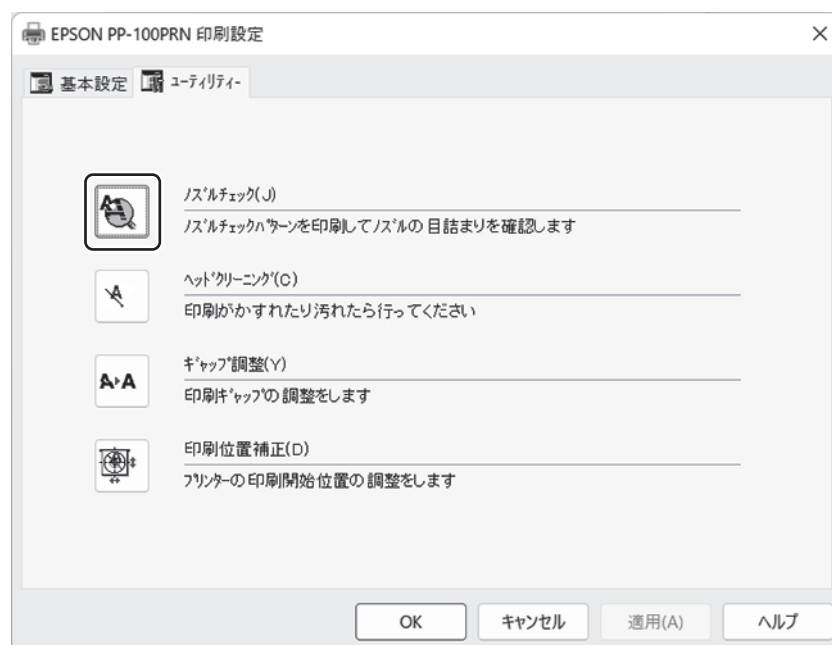 EPSON PP-100PRN 印刷設定
基本設定 ユーティリティー
ノズルチェック(J)
ノズルチェックパターンを印刷してノズルの目詰まりを確認します
ヘッドクリーニング(C)
印刷がかすれたり汚れたら行ってください
ギャップ調整(Y)
印刷ギャップの調整をします
印刷位置補正(D)
プリンターの印刷開始位置の調整をします
OK キャンセル 適用(A) ヘルプ